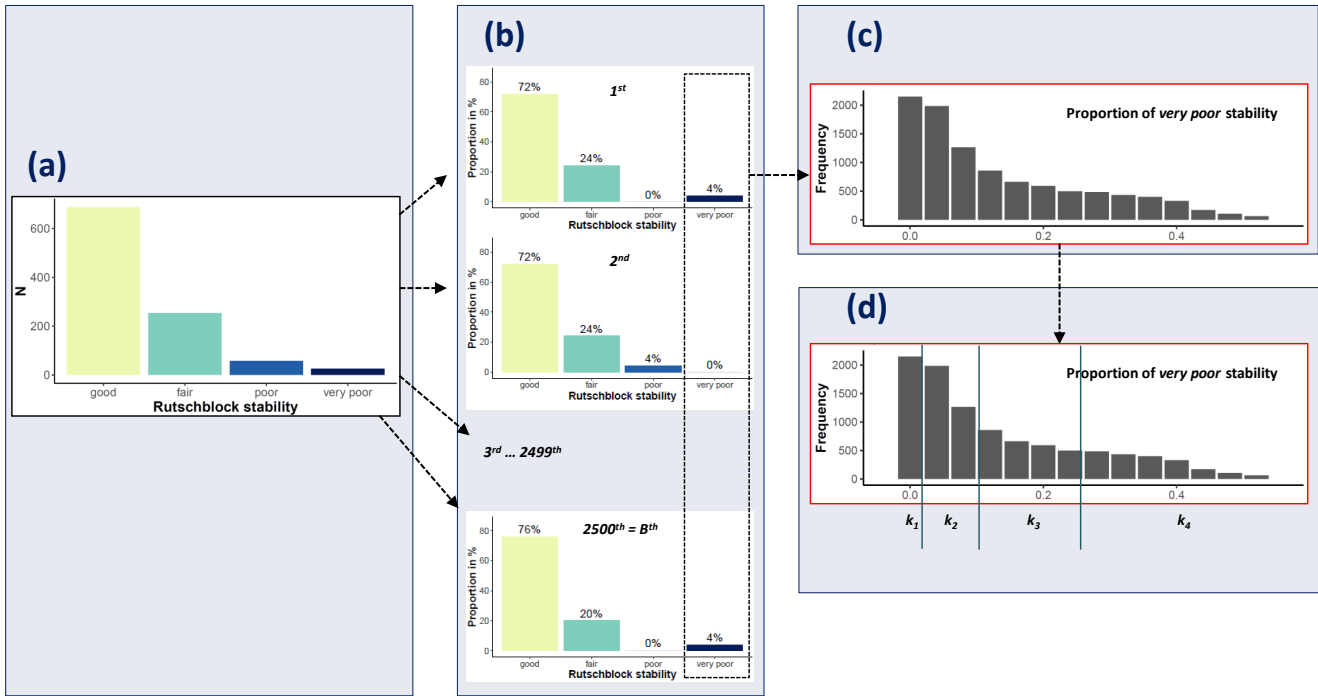 (a)
N
600
400
200
0
good fair poor very poor
Rutschblock stability
(b)
1st
Proportion in %
80
60
40
20
0
72%
24%
0%
4%
good fair poor very poor
Rutschblock stability
2nd
Proportion in %
80
60
40
20
0
72%
24%
4%
0%
good fair poor very poor
Rutschblock stability
3rd ... 2499th
2500th = Bth
Proportion in %
80
60
40
20
0
76%
20%
0%
4%
good fair poor very poor
Rutschblock stability
(c)
Proportion of very poor stability
Frequency
2000
1500
1000
500
0
0.0 0.2 0.4
(d)
Proportion of very poor stability
Frequency
2000
1500
1000
500
0
0.0 0.2 0.4
k1 k2 k3 k4